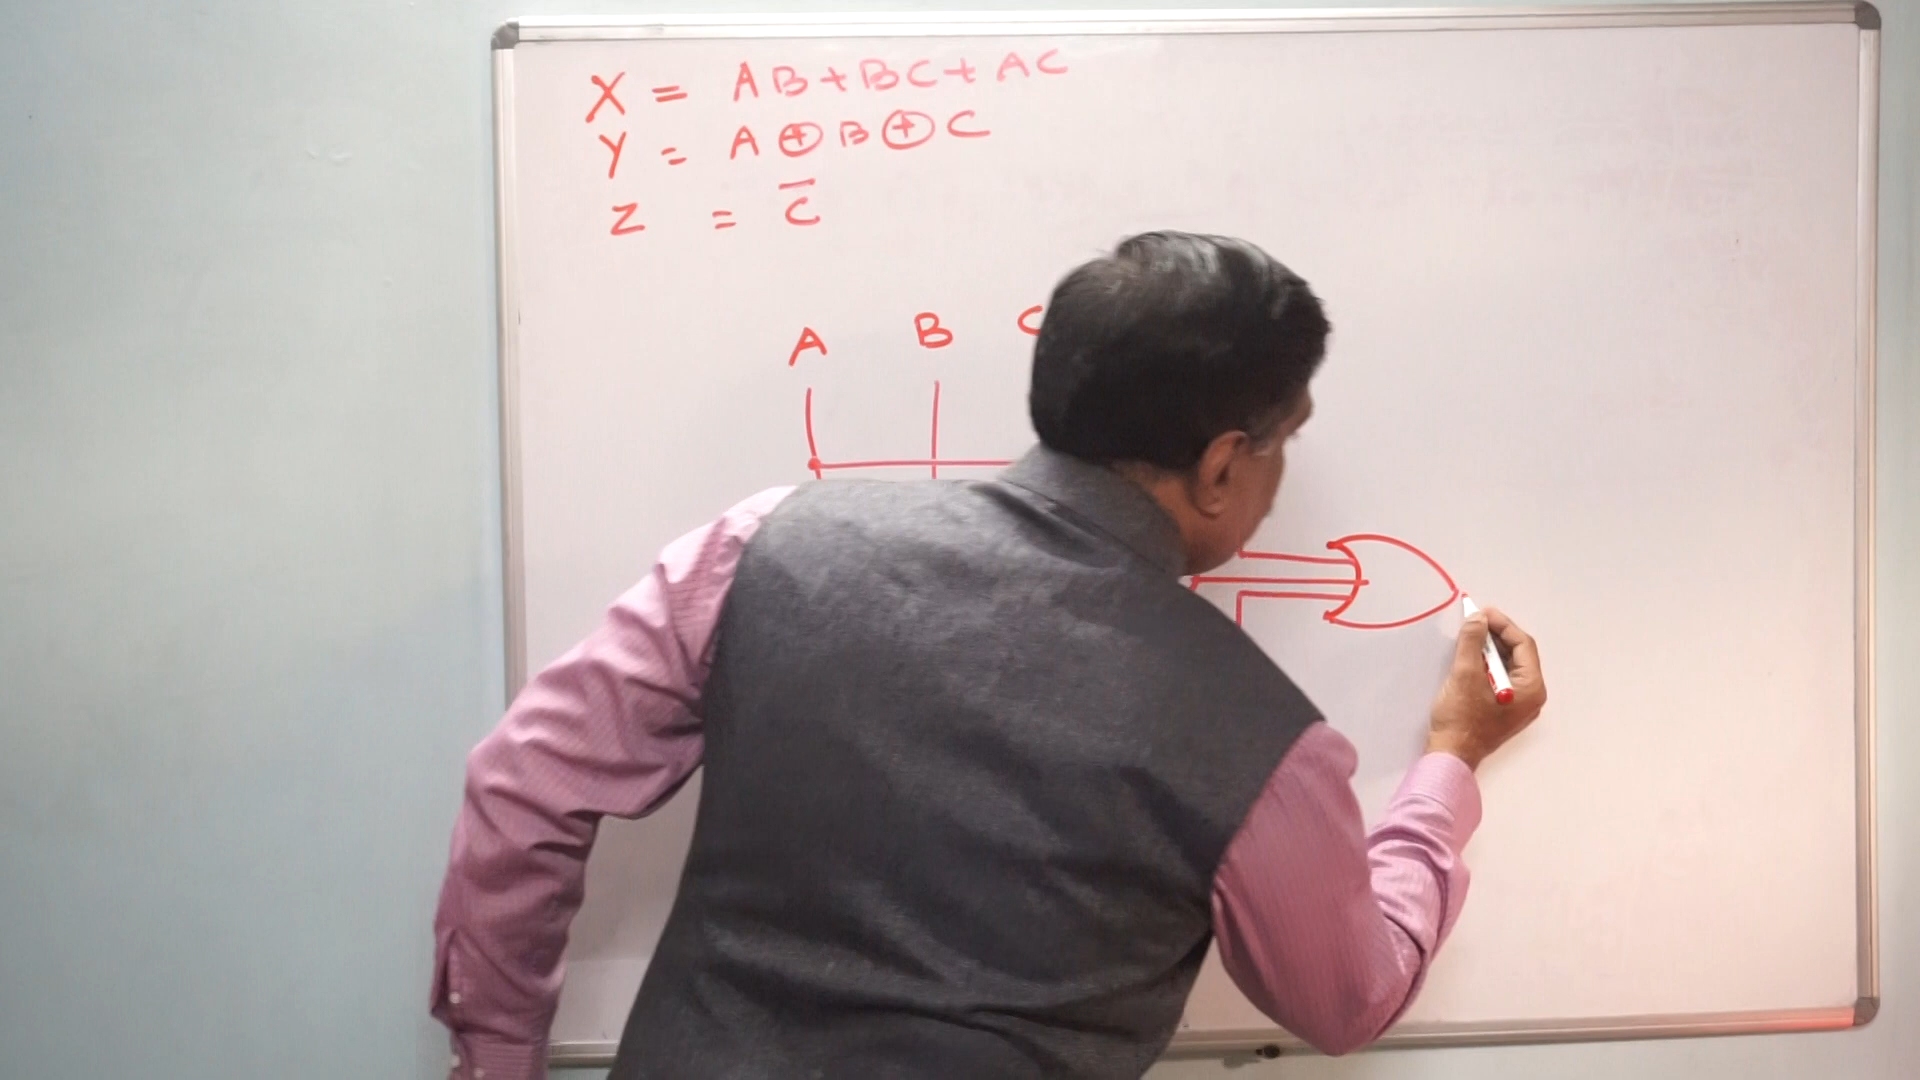 X = AB + BC + AC
Y = A ⊕ B ⊕ C
Z = C̅
A B C